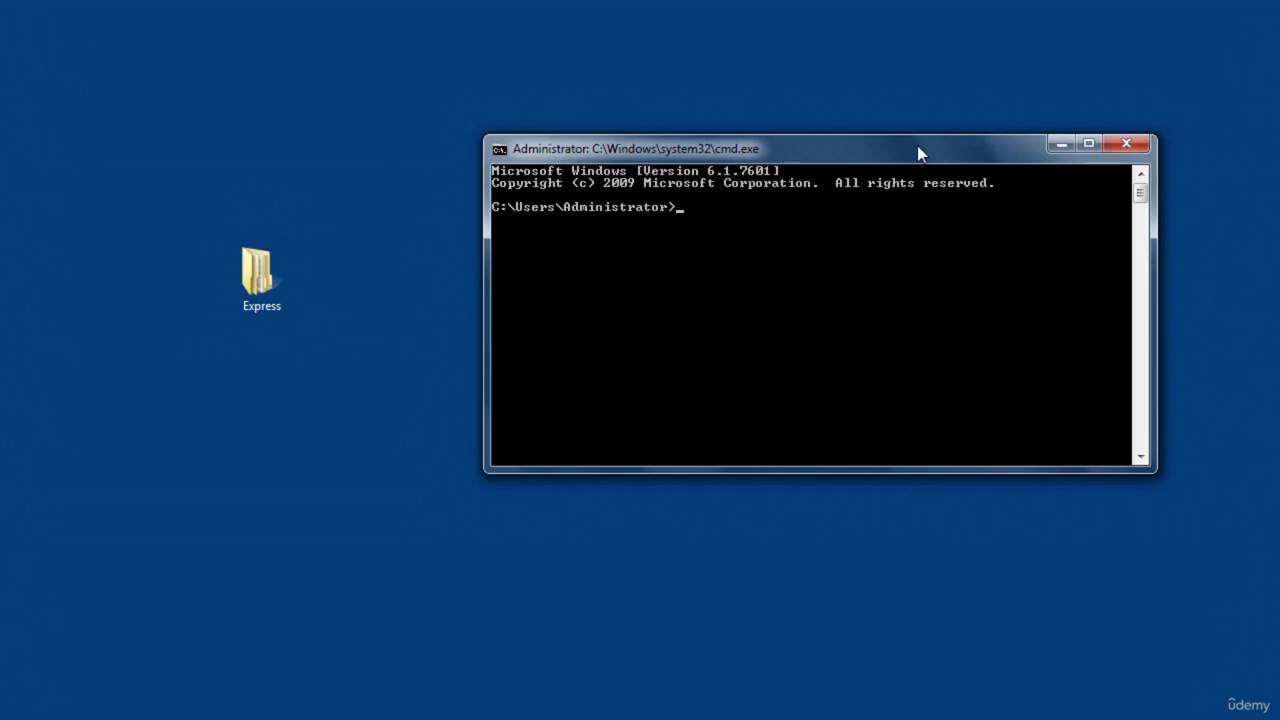 Administrator: C:\Windows\system32\cmd.exe
Microsoft Windows [Version 6.1.7601]
Copyright (c) 2009 Microsoft Corporation.  All rights reserved.
C:\Users\Administrator>_
Express
ûdemy